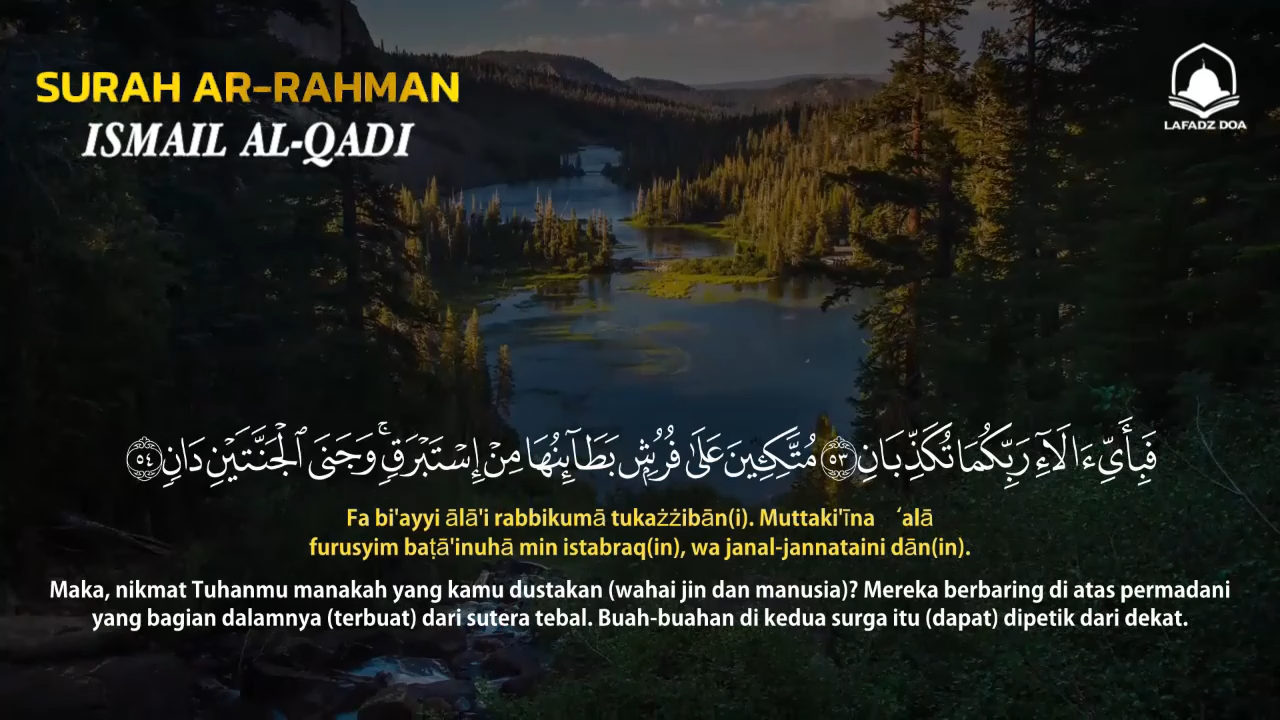 SURAH AR-RAHMAN
ISMAIL AL-QADI
LAFADZ DOA
فَبِأَيِّ ءَالَآءِ رَبِّكُمَا تُكَذِّبَانِ ٥٣ مُتَّكِـِٔينَ عَلَىٰ فُرُشٍۭ بَطَآئِنُهَا مِنْ إِسْتَبْرَقٍۚ وَجَنَى ٱلْجَنَّتَيْنِ دَانٍ ٥٤
Fa bi'ayyi ālā'i rabbikumā tukażżibān(i). Muttaki'īna ‘alā
furusyim baṭā'inuhā min istabraq(in), wa janal-jannataini dān(in).
Maka, nikmat Tuhanmu manakah yang kamu dustakan (wahai jin dan manusia)? Mereka berbaring di atas permadani
yang bagian dalamnya (terbuat) dari sutera tebal. Buah-buahan di kedua surga itu (dapat) dipetik dari dekat.